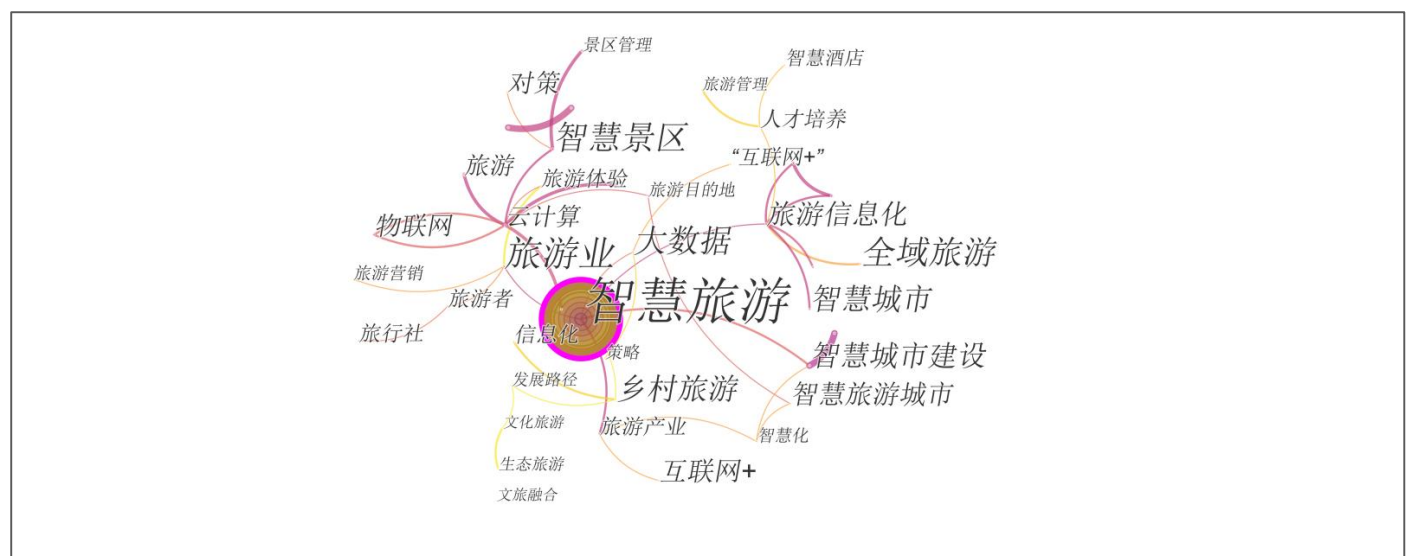 景区管理
智慧酒店
对策
旅游管理
人才培养
智慧景区
“互联网+”
旅游
旅游体验
旅游目的地
物联网
云计算
旅游信息化
旅游业
大数据
全域旅游
旅游营销
旅游者
智慧旅游
智慧城市
旅行社
信息化
策略
智慧城市建设
发展路径
乡村旅游
智慧旅游城市
文化旅游
旅游产业
智慧化
生态旅游
互联网+
文旅融合